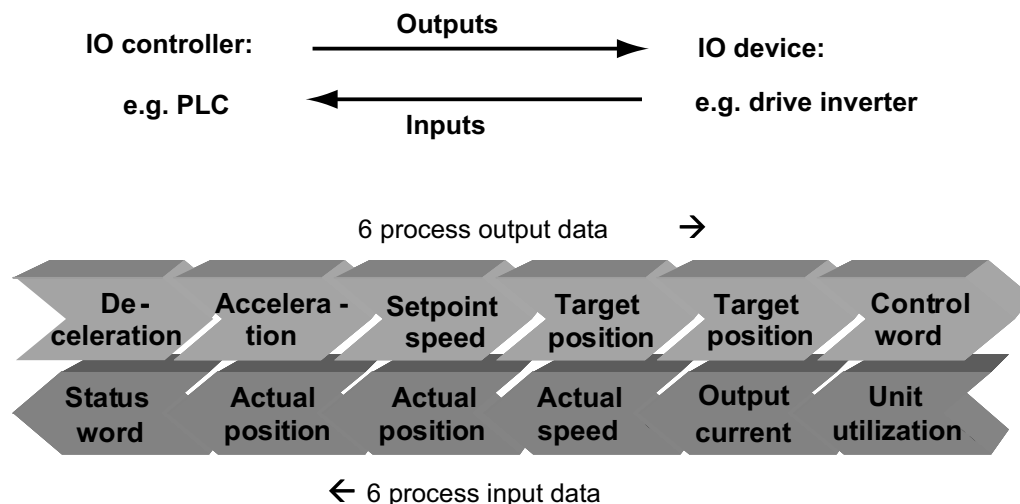 IO controller:
Outputs
IO device:
e.g. PLC
Inputs
e.g. drive inverter
6 process output data →
De -
celeration
Accelera -
tion
Setpoint
speed
Target
position
Target
position
Control
word
Status
word
Actual
position
Actual
position
Actual
speed
Output
current
Unit
utilization
← 6 process input data